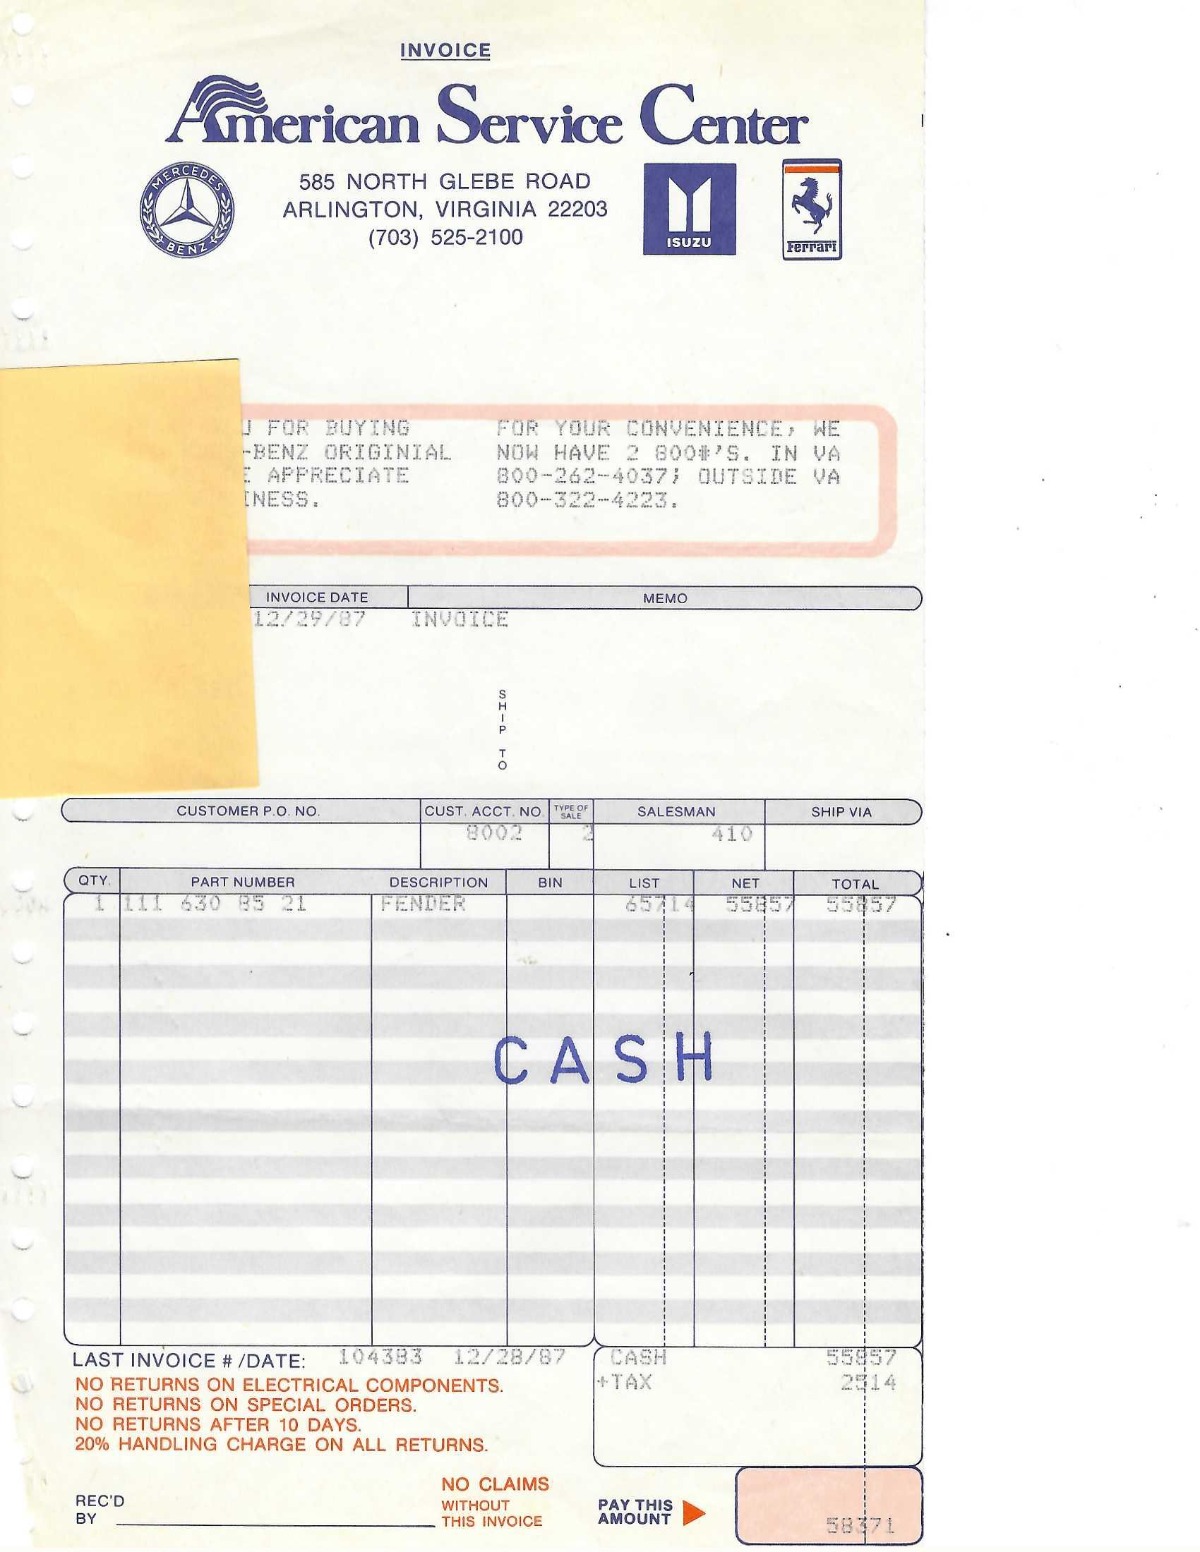 INVOICE
American Service Center
MERCEDES
BENZ
585 NORTH GLEBE ROAD
ARLINGTON, VIRGINIA 22203
(703) 525-2100
ISUZU
Ferrari
FOR BUYING FOR YOUR CONVENIENCE, WE
-BENZ ORIGINIAL NOW HAVE 2 800#'S. IN VA
APPRECIATE 800-262-4037; OUTSIDE VA
INESS. 800-322-4223.
INVOICE DATE MEMO
12/29/87 INVOICE
SHIP TO
CUSTOMER P.O. NO. CUST. ACCT. NO. TYPE OF SALE SALESMAN SHIP VIA
8002 2 410
QTY. PART NUMBER DESCRIPTION BIN LIST NET TOTAL
1 111 630 85 21 FENDER 65714 55857 55857
CASH
LAST INVOICE # /DATE: 104383 12/28/87 CASH 55857
+TAX 2514
NO RETURNS ON ELECTRICAL COMPONENTS.
NO RETURNS ON SPECIAL ORDERS.
NO RETURNS AFTER 10 DAYS.
20% HANDLING CHARGE ON ALL RETURNS.
REC'D BY
NO CLAIMS
WITHOUT
THIS INVOICE
PAY THIS
AMOUNT
58371